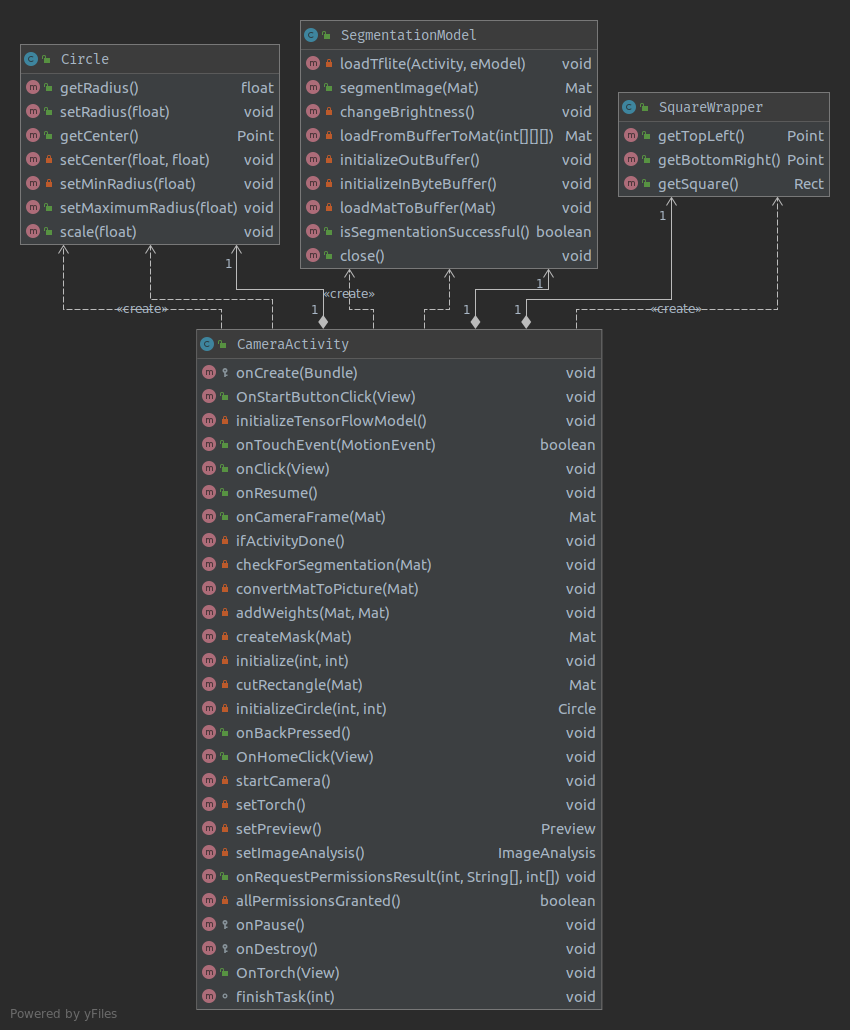 Circle
getRadius() float
setRadius(float) void
getCenter() Point
setCenter(float, float) void
setMinRadius(float) void
setMaximumRadius(float) void
scale(float) void
SegmentationModel
loadTflite(Activity, eModel) void
segmentImage(Mat) Mat
changeBrightness() void
loadFromBufferToMat(int[][][]) Mat
initializeOutBuffer() void
initializeInByteBuffer() void
loadMatToBuffer(Mat) void
isSegmentationSuccessful() boolean
close() void
SquareWrapper
getTopLeft() Point
getBottomRight() Point
getSquare() Rect
1
1
1
«create»
«create»
«create»
1
1
1
CameraActivity
onCreate(Bundle) void
OnStartButtonClick(View) void
initializeTensorFlowModel() void
onTouchEvent(MotionEvent) boolean
onClick(View) void
onResume() void
onCameraFrame(Mat) Mat
ifActivityDone() void
checkForSegmentation(Mat) void
convertMatToPicture(Mat) void
addWeights(Mat, Mat) void
createMask(Mat) Mat
initialize(int, int) void
cutRectangle(Mat) Mat
initializeCircle(int, int) Circle
onBackPressed() void
OnHomeClick(View) void
startCamera() void
setTorch() void
setPreview() Preview
setImageAnalysis() ImageAnalysis
onRequestPermissionsResult(int, String[], int[]) void
allPermissionsGranted() boolean
onPause() void
onDestroy() void
OnTorch(View) void
finishTask(int) void
Powered by yFiles